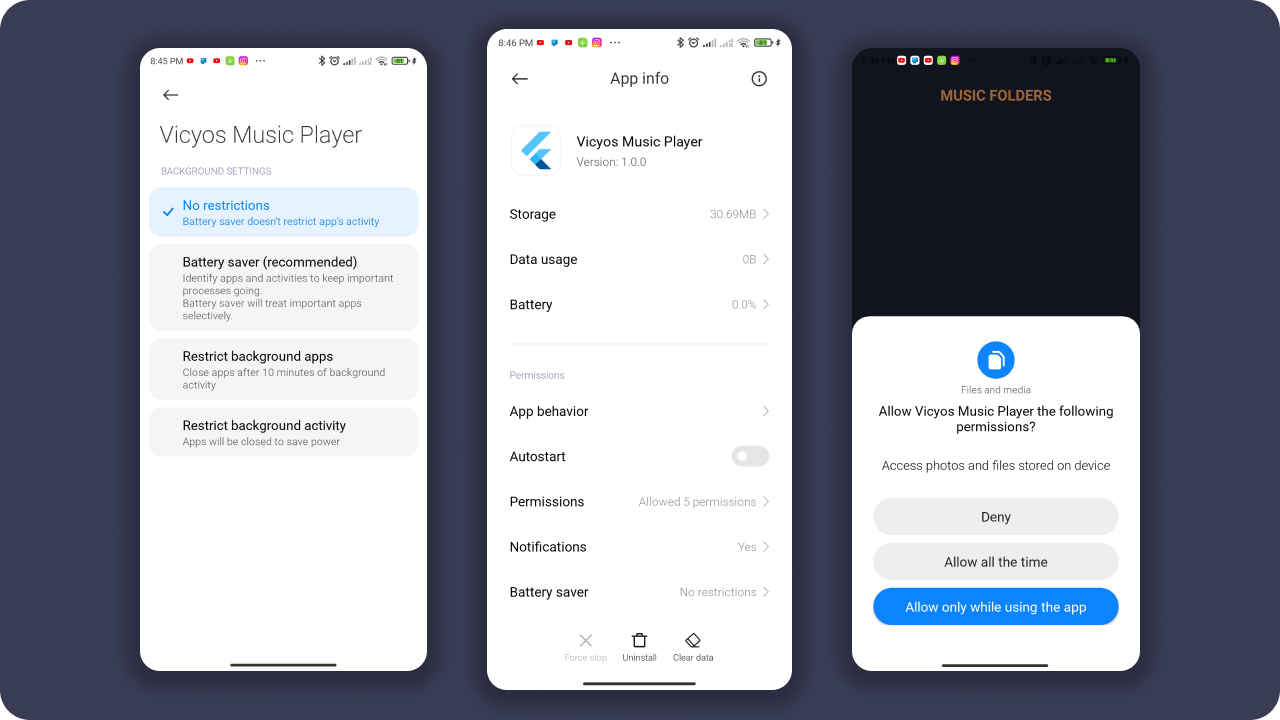 8:45 PM
Vicyos Music Player
BACKGROUND SETTINGS
No restrictions
Battery saver doesn't restrict app's activity
Battery saver (recommended)
Identify apps and activities to keep important
processes going.
Battery saver will treat important apps
selectively.
Restrict background apps
Close apps after 10 minutes of background
activity
Restrict background activity
Apps will be closed to save power
8:46 PM
App info
Vicyos Music Player
Version: 1.0.0
Storage 30.69MB
Data usage 0B
Battery 0.0%
Permissions
App behavior
Autostart
Permissions Allowed 5 permissions
Notifications Yes
Battery saver No restrictions
Force stop Uninstall Clear data
8:46 PM
MUSIC FOLDERS
Files and media
Allow Vicyos Music Player the following
permissions?
Access photos and files stored on device
Deny
Allow all the time
Allow only while using the app